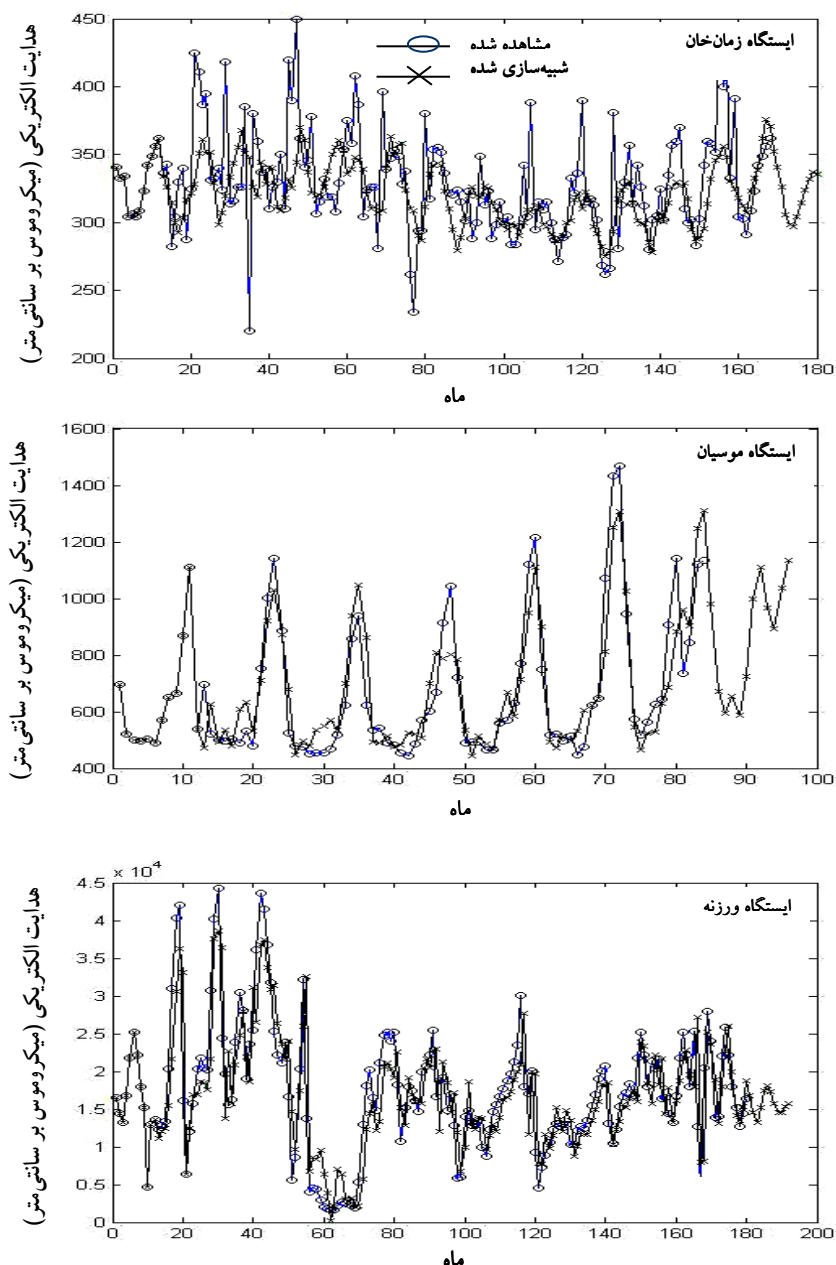 ایستگاه زمان‌خان
مشاهده شده
شبیه‌سازی شده
هدایت الکتریکی (میکروموس بر سانتی‌متر)
450
400
350
300
250
200
0 20 40 60 80 100 120 140 160 180
ماه
ایستگاه موسیان
هدایت الکتریکی (میکروموس بر سانتی‌متر)
1600
1400
1200
1000
800
600
400
0 10 20 30 40 50 60 70 80 90 100
ماه
x 10^4
ایستگاه ورزنه
هدایت الکتریکی (میکروموس بر سانتی‌متر)
4.5
4
3.5
3
2.5
2
1.5
1
0.5
0
0 20 40 60 80 100 120 140 160 180 200
ماه